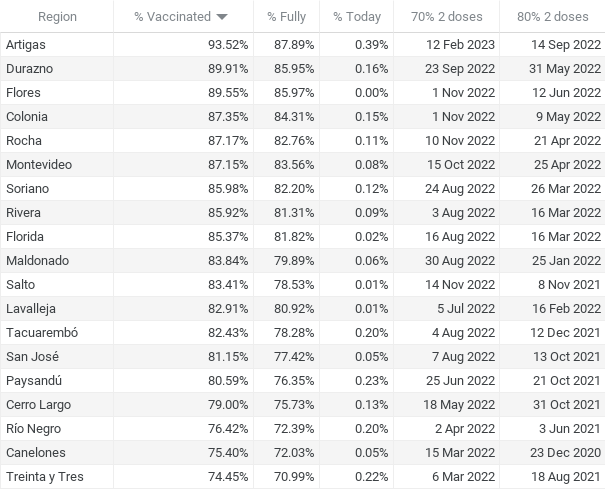 Region % Vaccinated % Fully % Today 70% 2 doses 80% 2 doses
Artigas 93.52% 87.89% 0.39% 12 Feb 2023 14 Sep 2022
Durazno 89.91% 85.95% 0.16% 23 Sep 2022 31 May 2022
Flores 89.55% 85.97% 0.00% 1 Nov 2022 12 Jun 2022
Colonia 87.35% 84.31% 0.15% 1 Nov 2022 9 May 2022
Rocha 87.17% 82.76% 0.11% 10 Nov 2022 21 Apr 2022
Montevideo 87.15% 83.56% 0.08% 15 Oct 2022 25 Apr 2022
Soriano 85.98% 82.20% 0.12% 24 Aug 2022 26 Mar 2022
Rivera 85.92% 81.31% 0.09% 3 Aug 2022 16 Mar 2022
Florida 85.37% 81.82% 0.02% 16 Aug 2022 16 Mar 2022
Maldonado 83.84% 79.89% 0.06% 30 Aug 2022 25 Jan 2022
Salto 83.41% 78.53% 0.01% 14 Nov 2022 8 Nov 2021
Lavalleja 82.91% 80.92% 0.01% 5 Jul 2022 16 Feb 2022
Tacuarembó 82.43% 78.28% 0.20% 4 Aug 2022 12 Dec 2021
San José 81.15% 77.42% 0.05% 7 Aug 2022 13 Oct 2021
Paysandú 80.59% 76.35% 0.23% 25 Jun 2022 21 Oct 2021
Cerro Largo 79.00% 75.73% 0.13% 18 May 2022 31 Oct 2021
Río Negro 76.42% 72.39% 0.20% 2 Apr 2022 3 Jun 2021
Canelones 75.40% 72.03% 0.05% 15 Mar 2022 23 Dec 2020
Treinta y Tres 74.45% 70.99% 0.22% 6 Mar 2022 18 Aug 2021